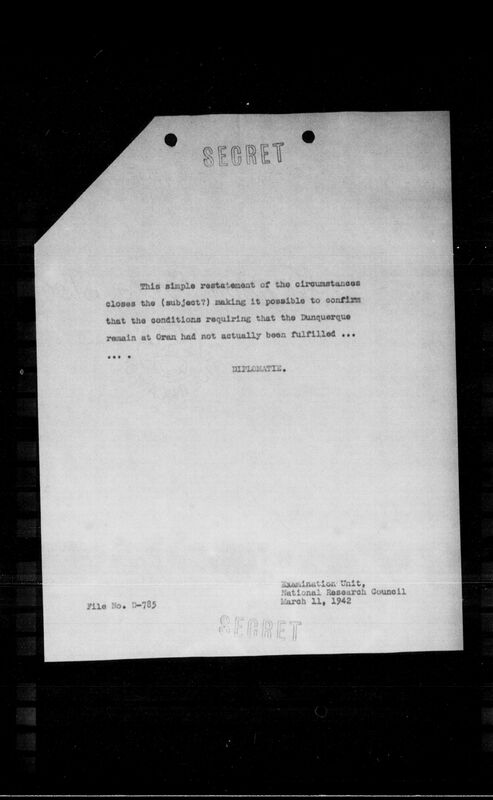 SECRET
This simple restatement of the circumstances
closes the (subject?) making it possible to confirm
that the conditions requiring that the Dunquerque
remain at Oran had not actually been fulfilled ...
... .
DIPLOMATIE.
Examination Unit,
National Research Council
March 11, 1942
File No. D-785
SECRET